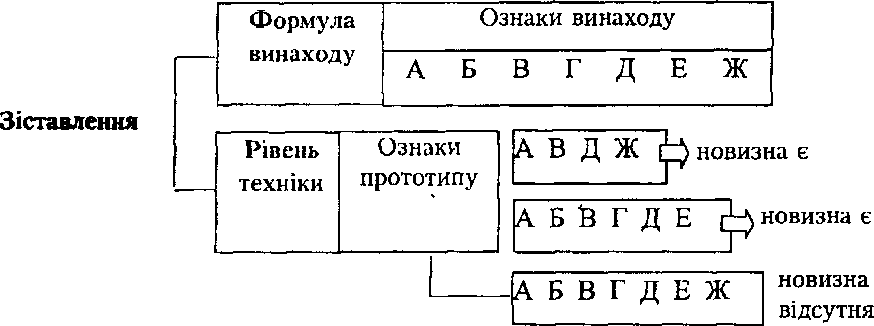 Формула винаходу
Ознаки винаходу
А Б В Г Д Е Ж
Зіставлення
Рівень техніки
Ознаки прототипу
А В Д Ж
новизна є
А Б В Г Д Е
новизна є
А Б В Г Д Е Ж
новизна відсутня